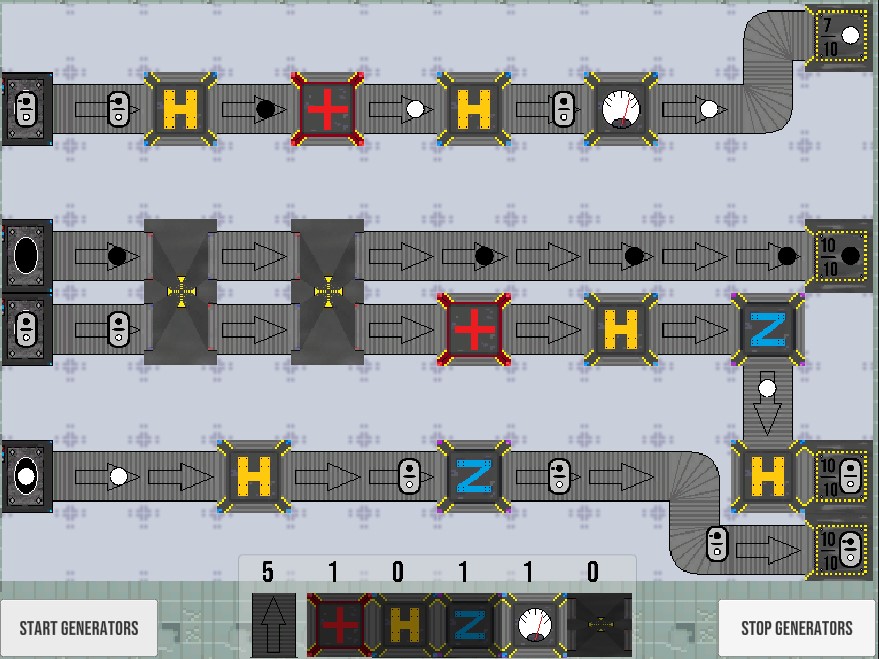 7
10
H + H
10
10
+ H Z
H Z H
10
10
10
10
5 1 0 1 1 0
+ H Z
START GENERATORS
STOP GENERATORS